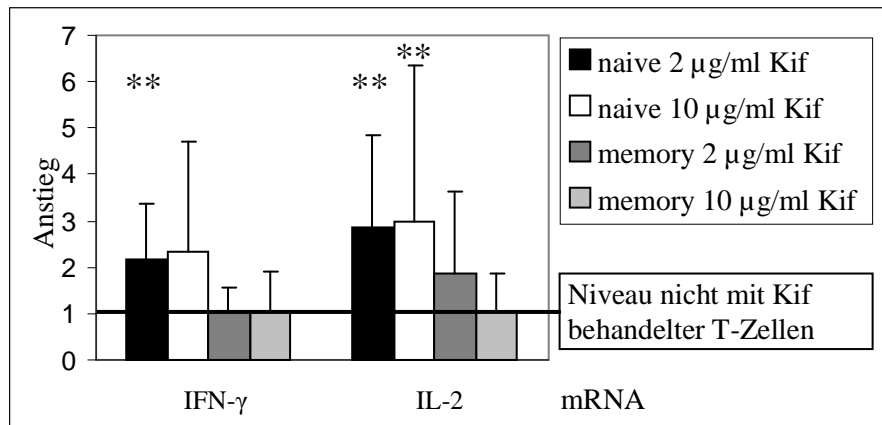 7
6
5
4
3
2
1
0
Anstieg
**
**
**
IFN-γ
IL-2
mRNA
naive 2 µg/ml Kif
naive 10 µg/ml Kif
memory 2 µg/ml Kif
memory 10 µg/ml Kif
Niveau nicht mit Kif
behandelter T-Zellen